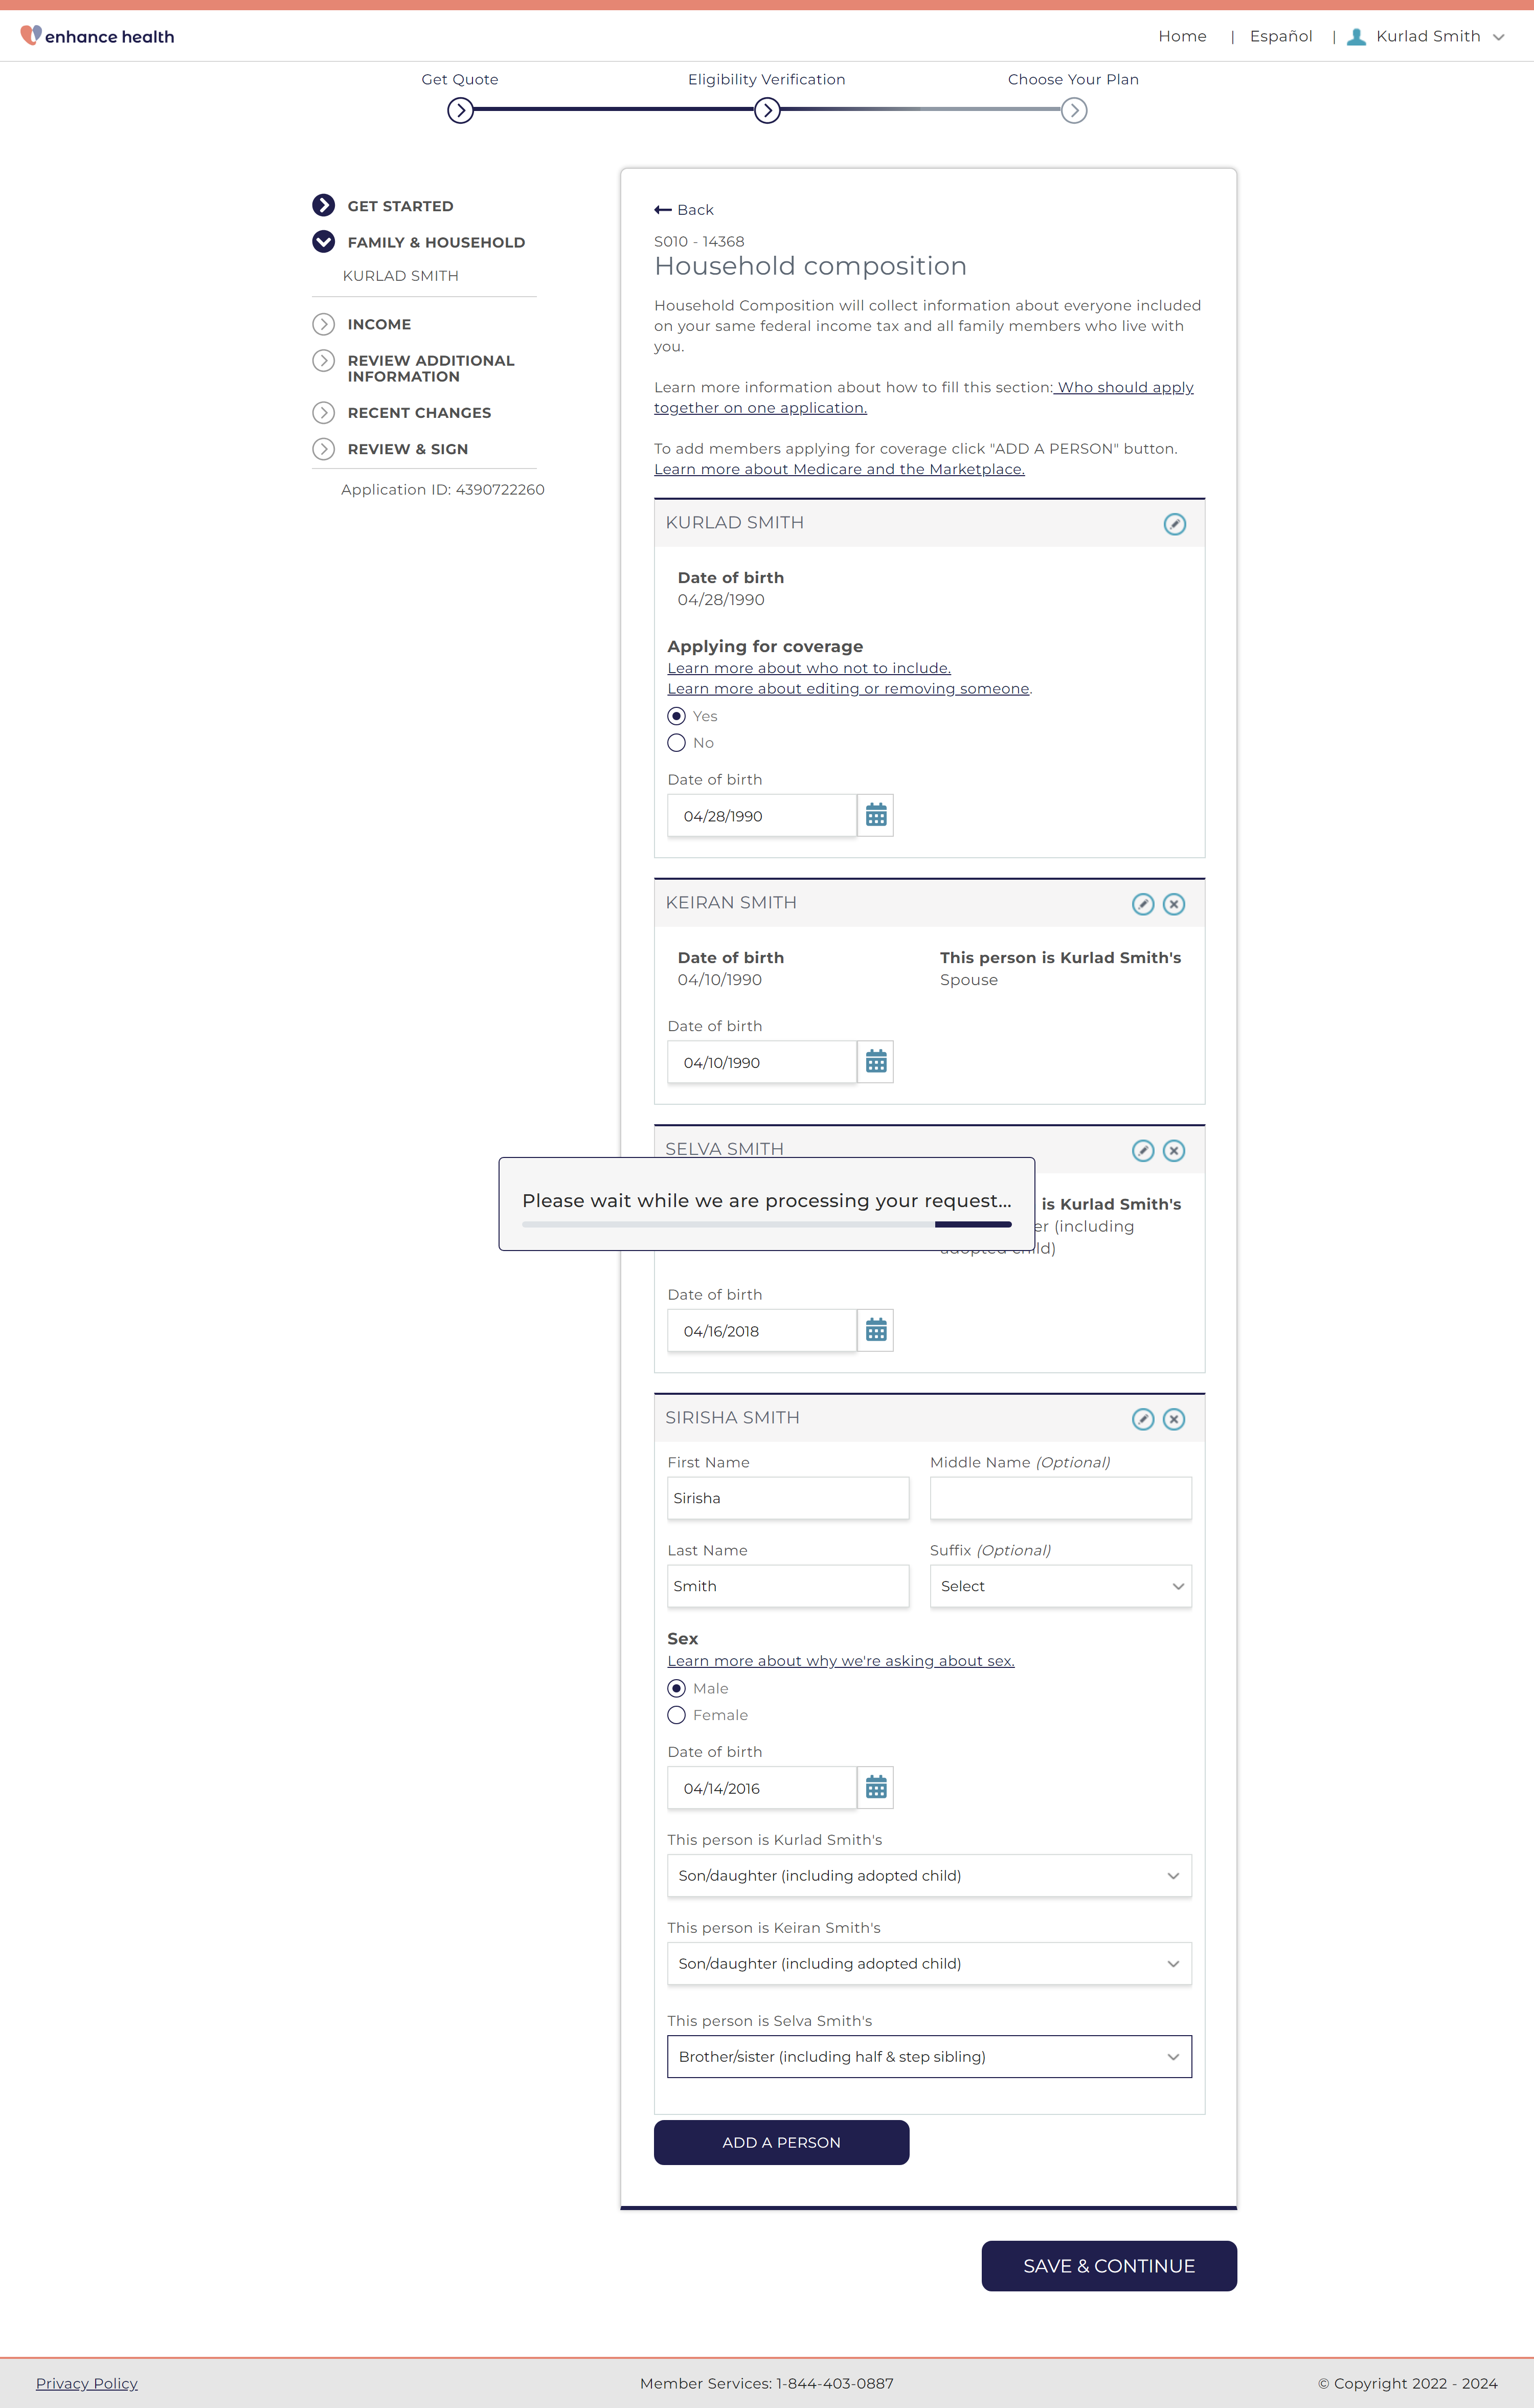 enhance health
Home | Español | Kurlad Smith
Get Quote
Eligibility Verification
Choose Your Plan
GET STARTED
FAMILY & HOUSEHOLD
KURLAD SMITH
INCOME
REVIEW ADDITIONAL
INFORMATION
RECENT CHANGES
REVIEW & SIGN
Application ID: 4390722260
Back
S010 - 14368
Household composition
Household Composition will collect information about everyone included
on your same federal income tax and all family members who live with
you.
Learn more information about how to fill this section: Who should apply
together on one application.
To add members applying for coverage click "ADD A PERSON" button.
Learn more about Medicare and the Marketplace.
KURLAD SMITH
Date of birth
04/28/1990
Applying for coverage
Learn more about who not to include.
Learn more about editing or removing someone.
Yes
No
Date of birth
04/28/1990
KEIRAN SMITH
Date of birth
04/10/1990
This person is Kurlad Smith's
Spouse
Date of birth
04/10/1990
SELVA SMITH
Please wait while we are processing your request...
is Kurlad Smith's
er (including
adopted child)
Date of birth
04/16/2018
SIRISHA SMITH
First Name
Middle Name (Optional)
Sirisha
Last Name
Suffix (Optional)
Smith
Select
Sex
Learn more about why we're asking about sex.
Male
Female
Date of birth
04/14/2016
This person is Kurlad Smith's
Son/daughter (including adopted child)
This person is Keiran Smith's
Son/daughter (including adopted child)
This person is Selva Smith's
Brother/sister (including half & step sibling)
ADD A PERSON
SAVE & CONTINUE
Privacy Policy
Member Services: 1-844-403-0887
© Copyright 2022 - 2024